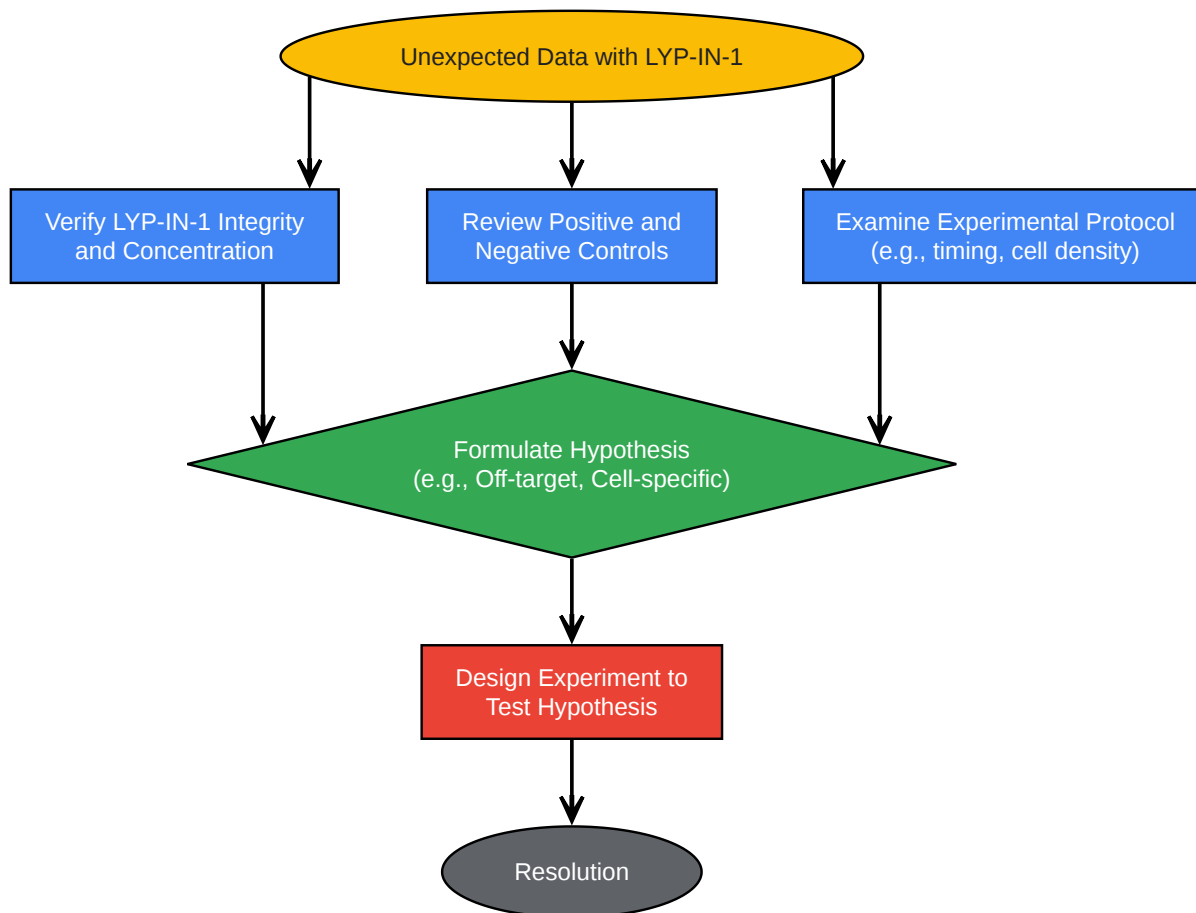 Unexpected Data with LYP-IN-1
Verify LYP-IN-1 Integrity
and Concentration
Review Positive and
Negative Controls
Examine Experimental Protocol
(e.g., timing, cell density)
Formulate Hypothesis
(e.g., Off-target, Cell-specific)
Design Experiment to
Test Hypothesis
Resolution